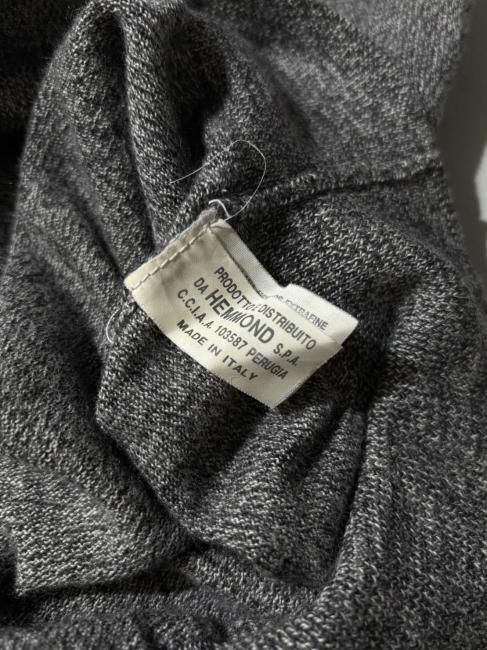 PRODOTTO E DISTRIBUITO
DA HEMMOND S.P.A.
C.C.I.A.A. 103587 PERUGIA
MADE IN ITALY
EXTRAFINE